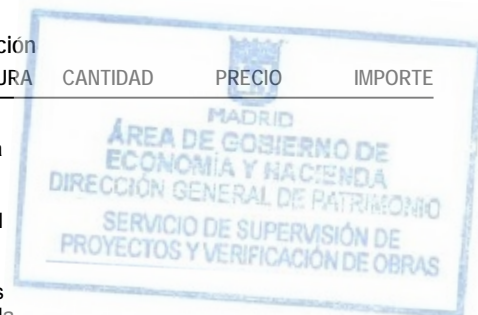 ción
URA CANTIDAD PRECIO IMPORTE
MADRID
ÁREA DE GOBIERNO DE
ECONOMÍA Y HACIENDA
DIRECCIÓN GENERAL DE PATRIMONIO
SERVICIO DE SUPERVISIÓN DE
PROYECTOS Y VERIFICACIÓN DE OBRAS